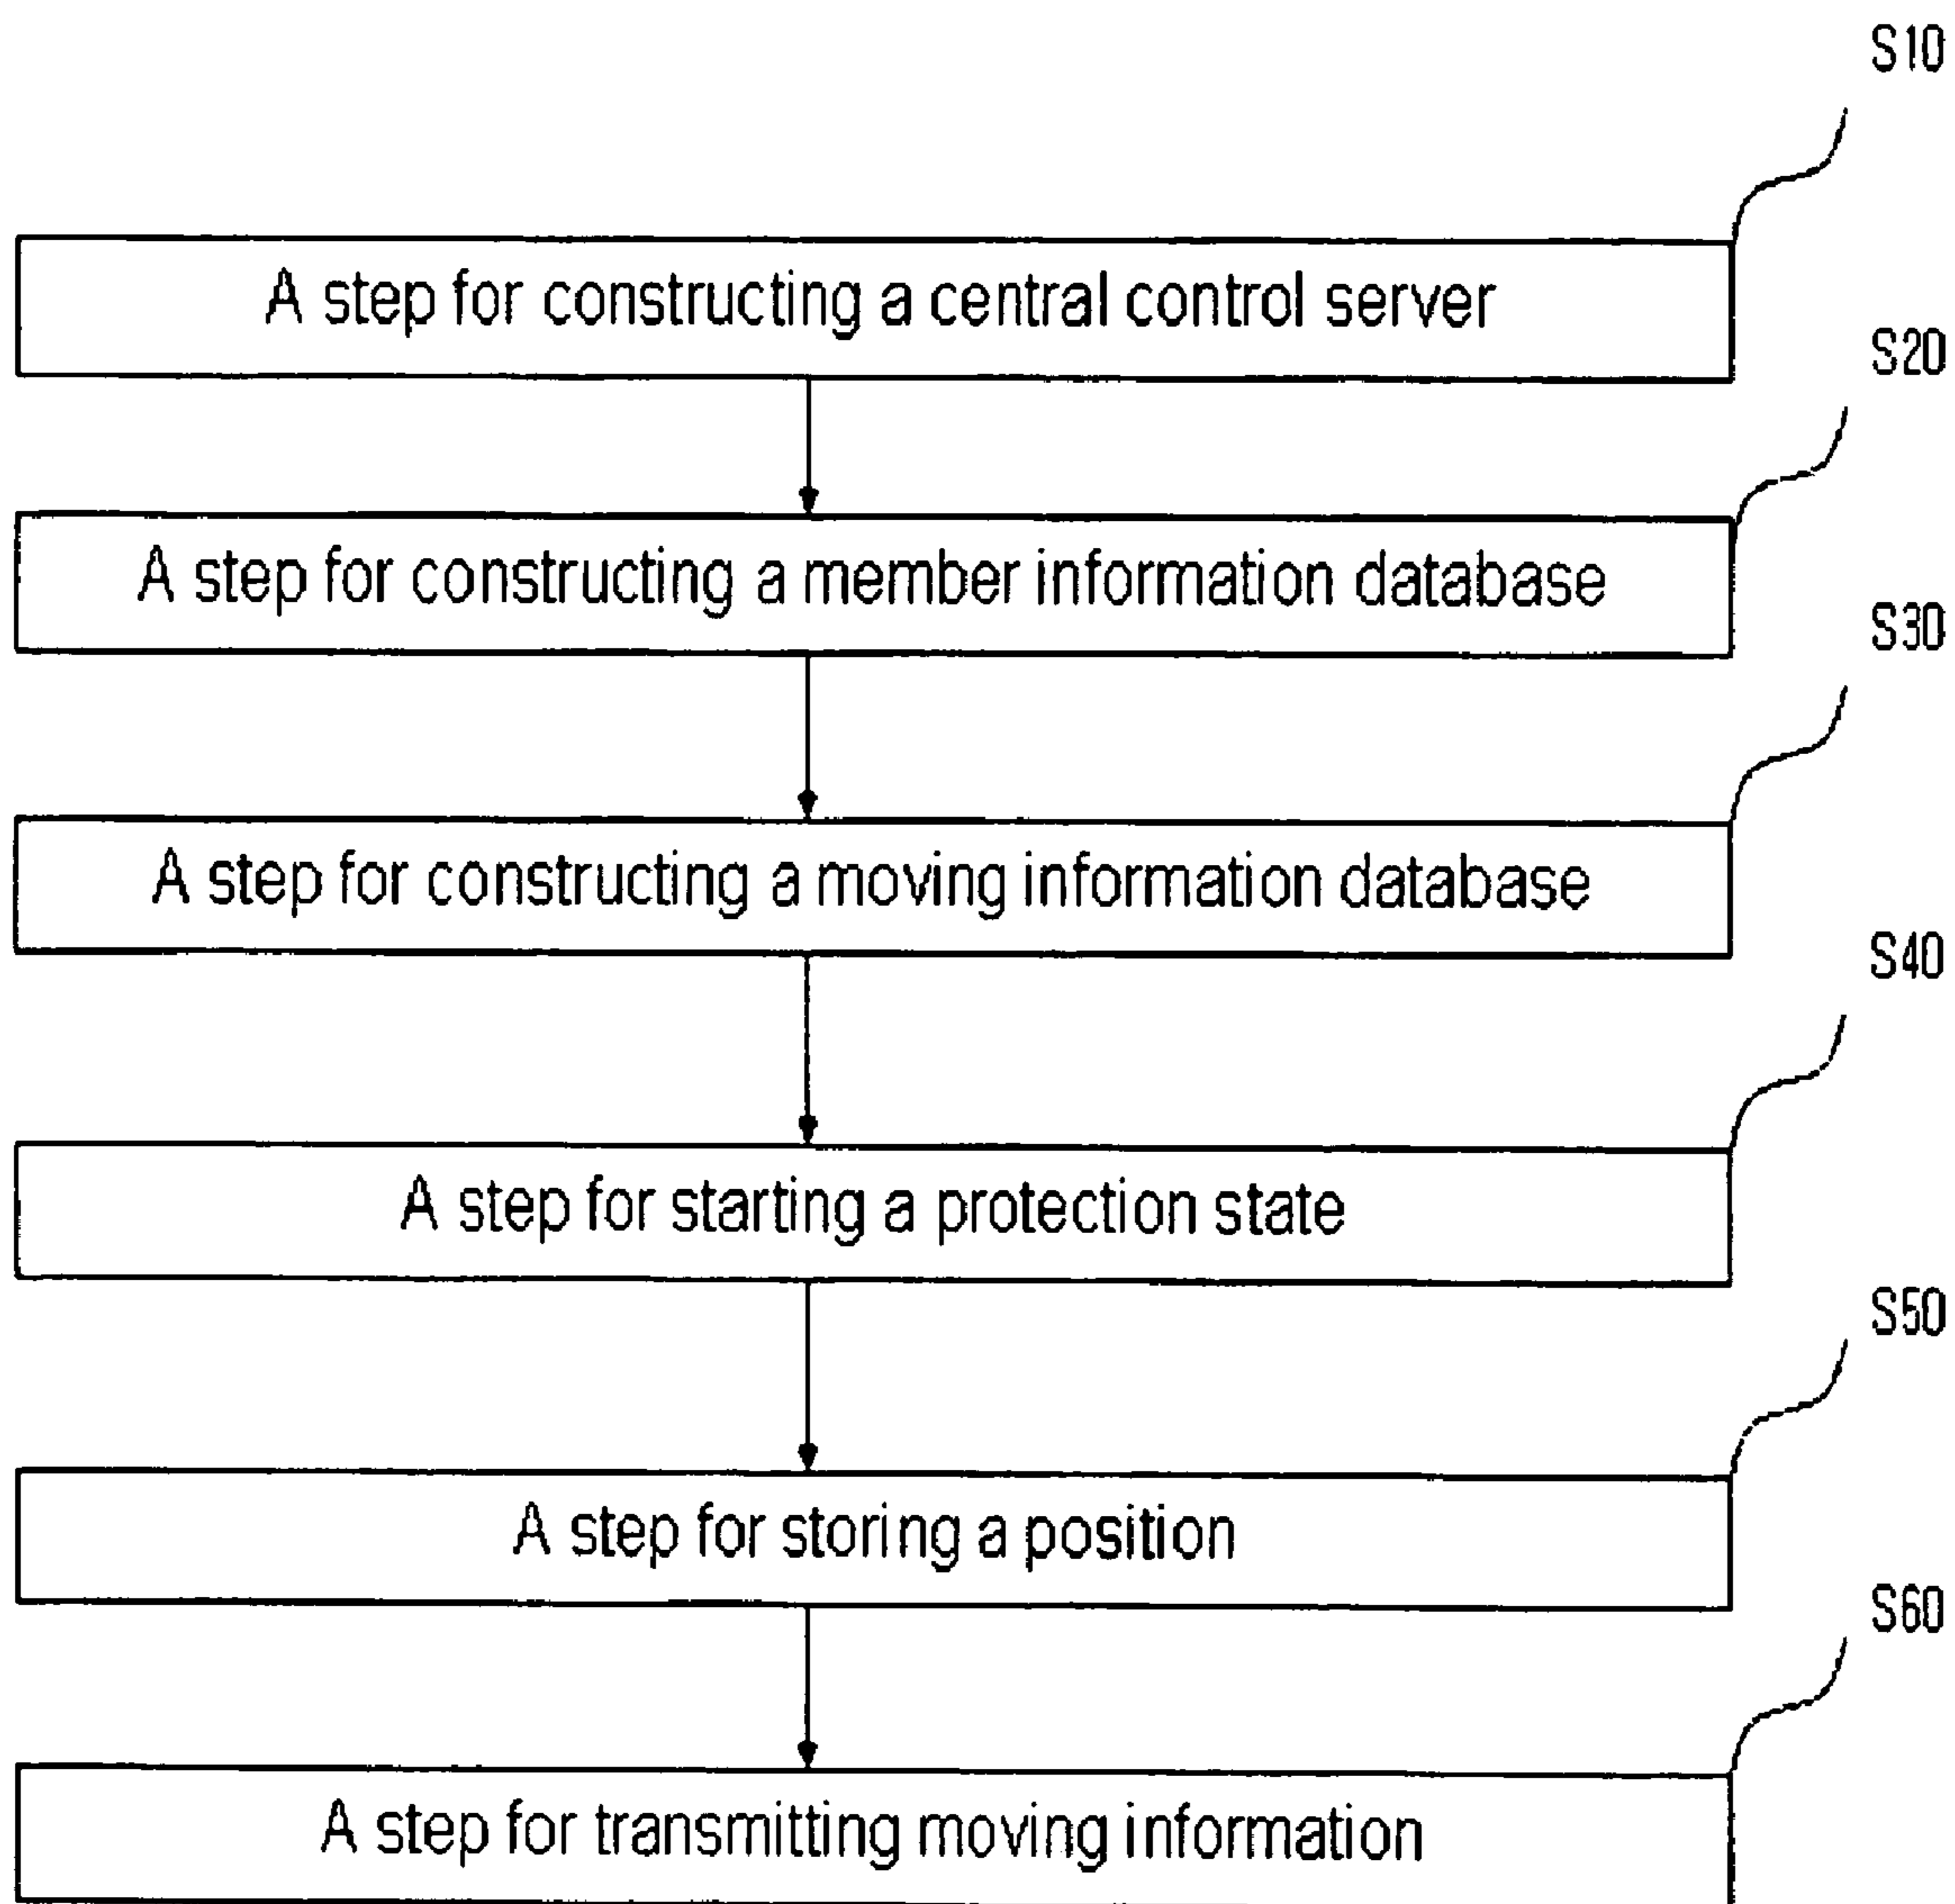 S10
A step for constructing a central control server
S20
A step for constructing a member information database
S30
A step for constructing a moving information database
S40
A step for starting a protection state
S50
A step for storing a position
S60
A step for transmitting moving information